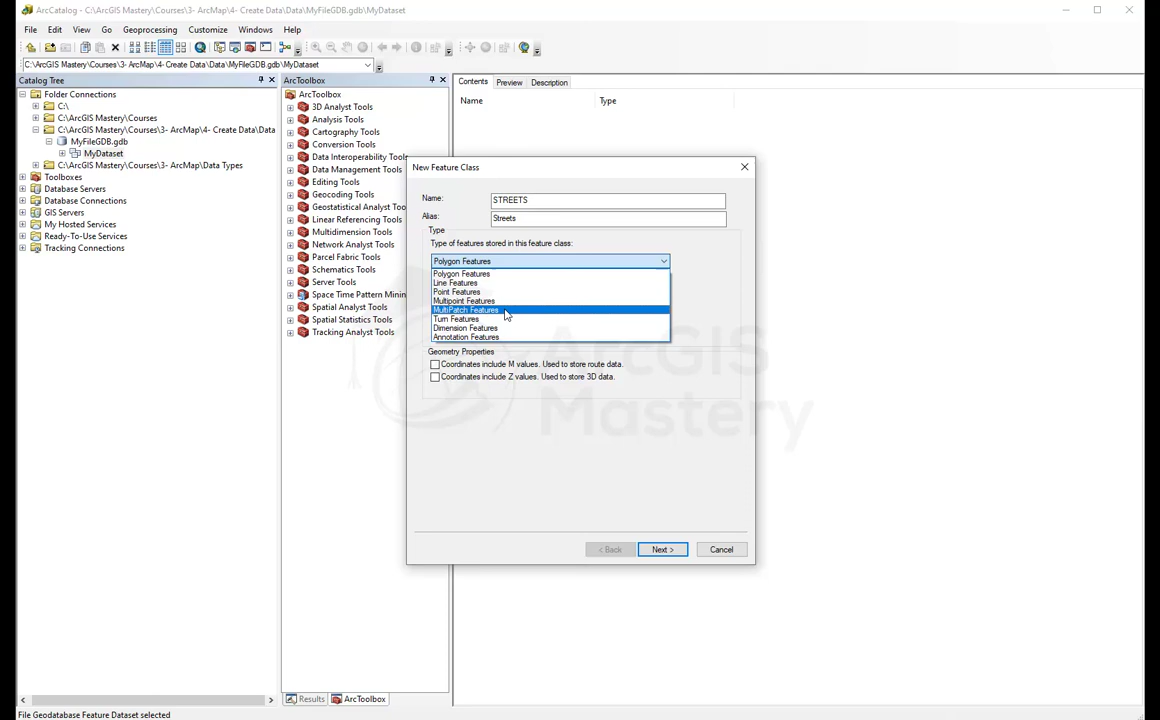 ArcCatalog - C:\ArcGIS Mastery\Courses\3- ArcMap\4- Create Data\Data\MyFileGDB.gdb\MyDataset
File Edit View Go Geoprocessing Customize Windows Help
C:\ArcGIS Mastery\Courses\3- ArcMap\4- Create Data\Data\MyFileGDB.gdb\MyDataset
Catalog Tree
Folder Connections
C:\
C:\ArcGIS Mastery\Courses
C:\ArcGIS Mastery\Courses\3- ArcMap\4- Create Data\Data
MyFileGDB.gdb
MyDataset
C:\ArcGIS Mastery\Courses\3- ArcMap\Data Types
Toolboxes
Database Servers
Database Connections
GIS Servers
My Hosted Services
Ready-To-Use Services
Tracking Connections
ArcToolbox
ArcToolbox
3D Analyst Tools
Analysis Tools
Cartography Tools
Conversion Tools
Data Interoperability Tools
Data Management Tools
Editing Tools
Geocoding Tools
Geostatistical Analyst Tools
Linear Referencing Tools
Multidimension Tools
Network Analyst Tools
Parcel Fabric Tools
Schematics Tools
Server Tools
Space Time Pattern Minin
Spatial Analyst Tools
Spatial Statistics Tools
Tracking Analyst Tools
Results ArcToolbox
Contents Preview Description
Name Type
New Feature Class
Name: STREETS
Alias: Streets
Type
Type of features stored in this feature class:
Polygon Features
Polygon Features
Line Features
Point Features
Multipoint Features
MultiPatch Features
Turn Features
Dimension Features
Annotation Features
Geometry Properties
Coordinates include M values. Used to store route data.
Coordinates include Z values. Used to store 3D data.
ArcGIS
Mastery
< Back Next > Cancel
File Geodatabase Feature Dataset selected